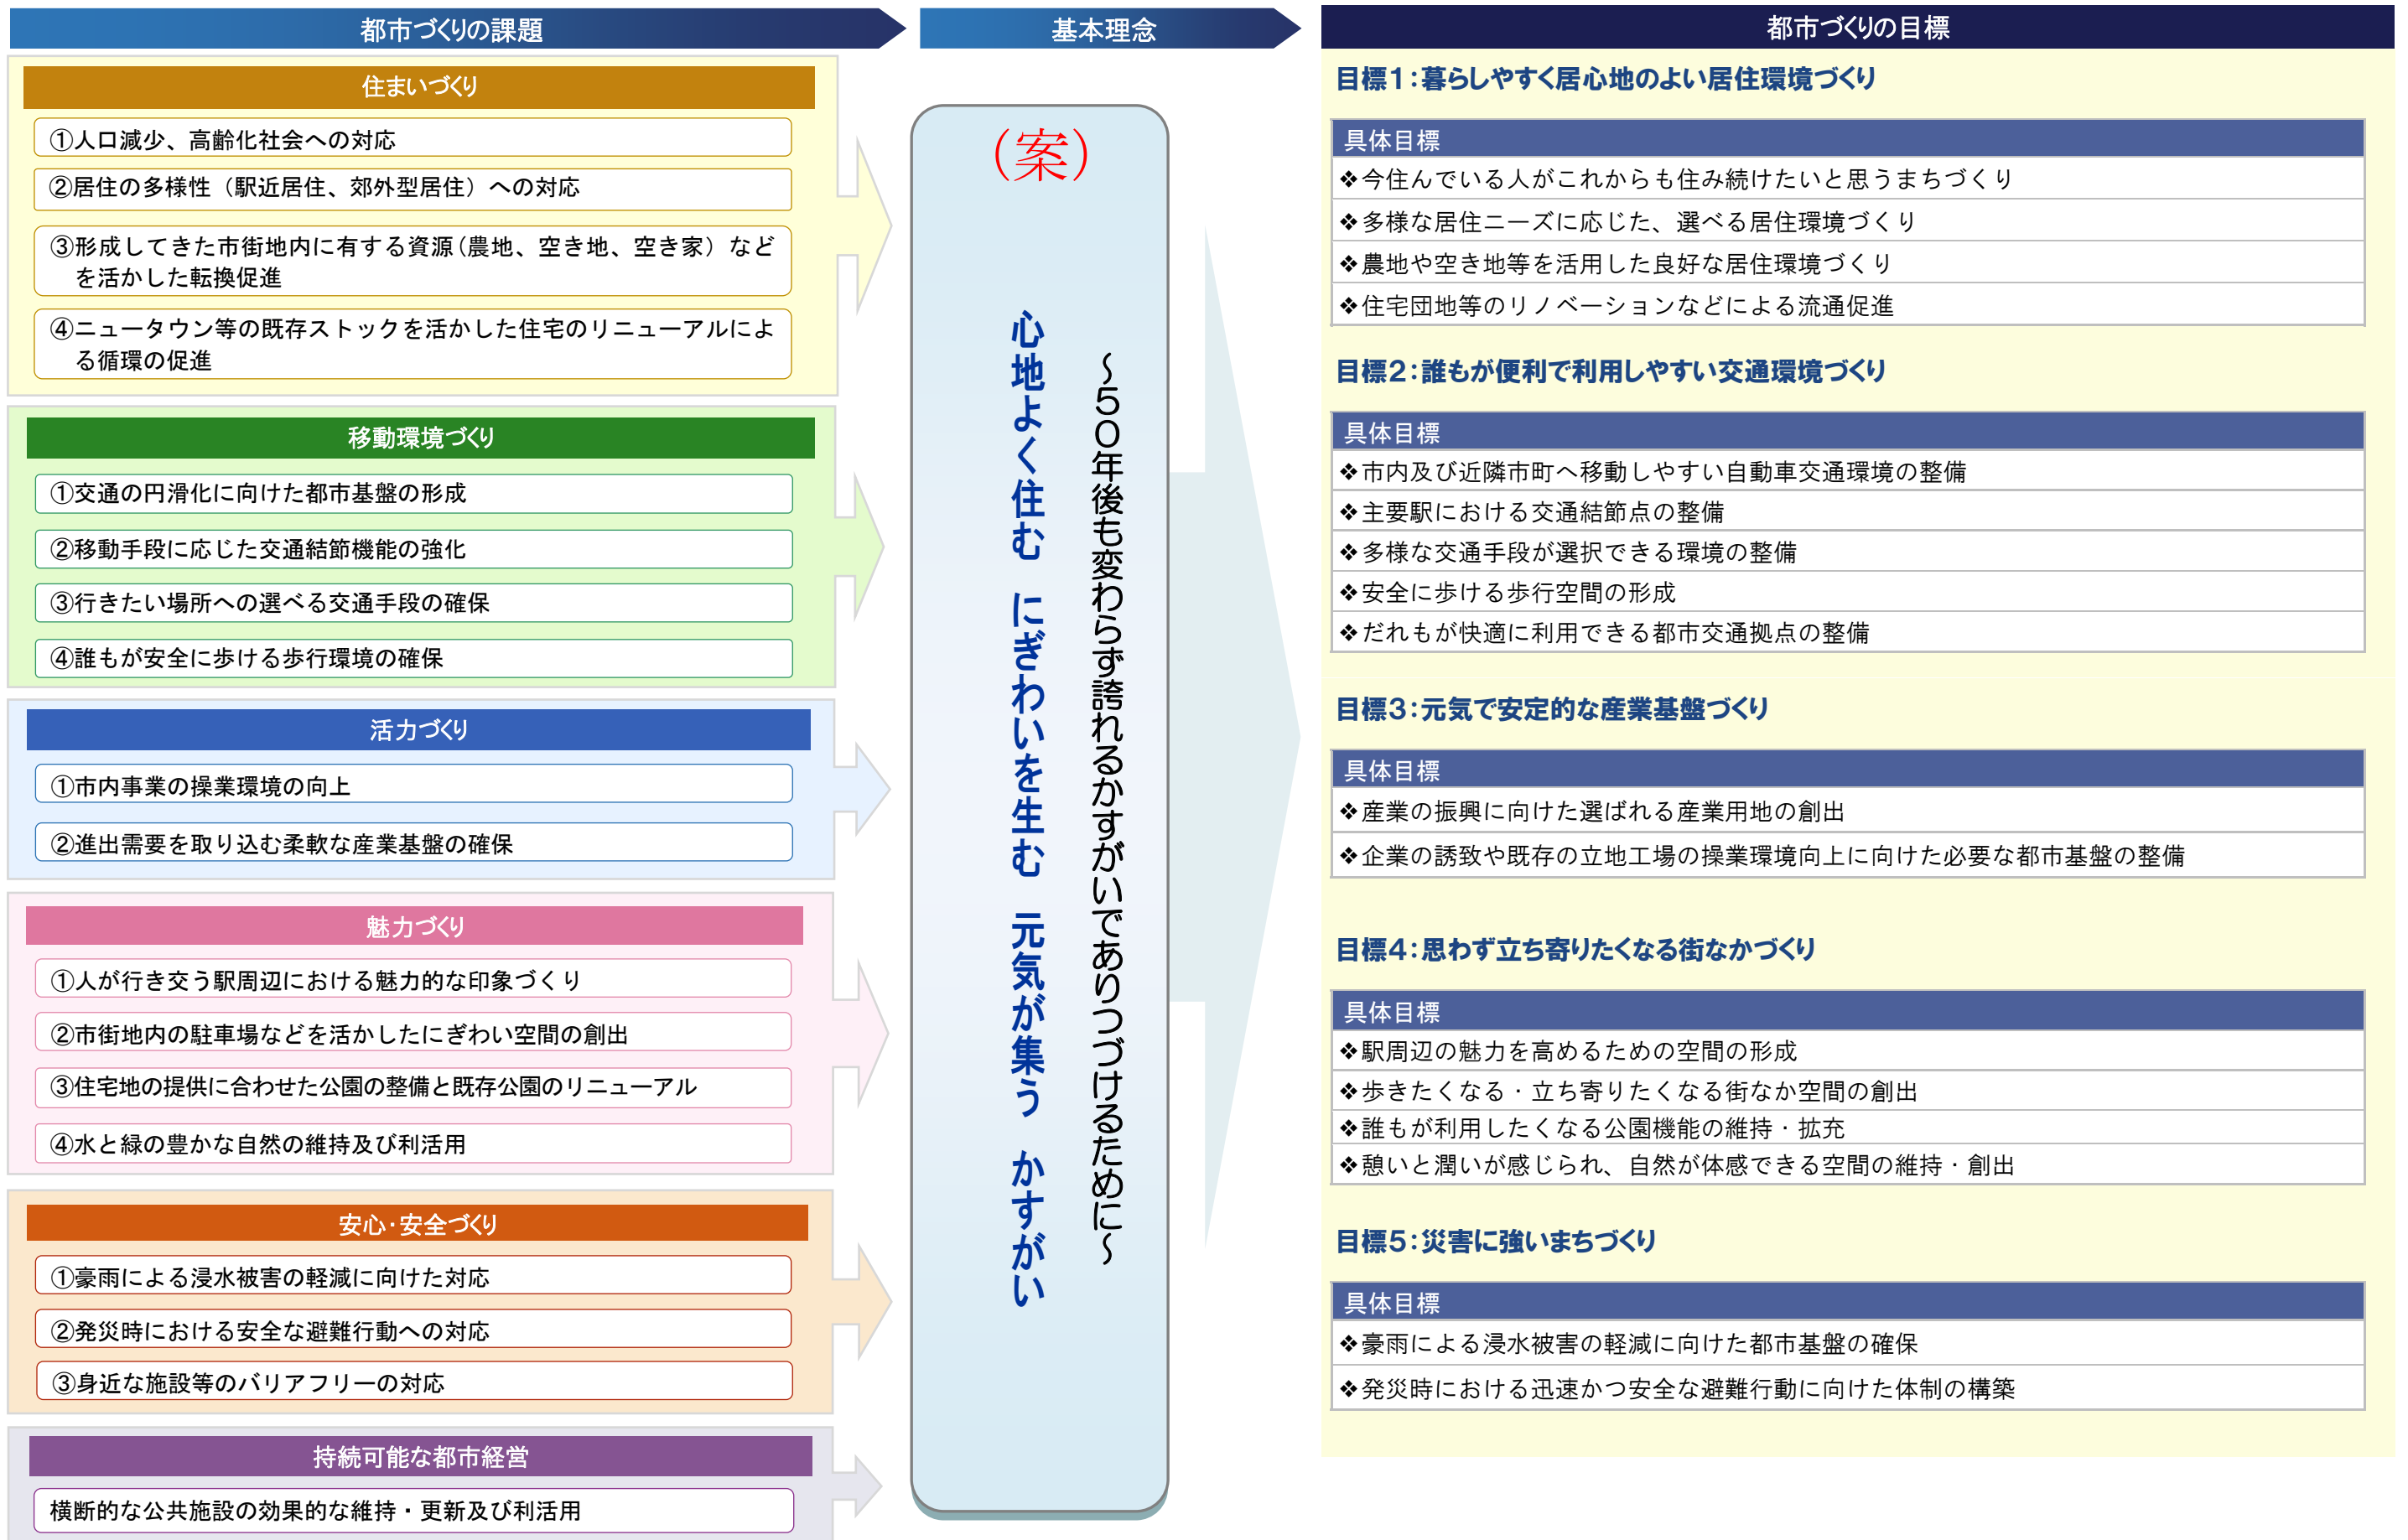 都市づくりの課題
住まいづくり
①人口減少、高齢化社会への対応
②居住の多様性（駅近居住、郊外型居住）への対応
③形成してきた市街地内に有する資源（農地、空き地、空き家）など
を活かした転換促進
④ニュータウン等の既存ストックを活かした住宅のリニューアルによ
る循環の促進
移動環境づくり
①交通の円滑化に向けた都市基盤の形成
②移動手段に応じた交通結節機能の強化
③行きたい場所への選べる交通手段の確保
④誰もが安全に歩ける歩行環境の確保
活力づくり
①市内事業の操業環境の向上
②進出需要を取り込む柔軟な産業基盤の確保
魅力づくり
①人が行き交う駅周辺における魅力的な印象づくり
②市街地内の駐車場などを活かしたにぎわい空間の創出
③住宅地の提供に合わせた公園の整備と既存公園のリニューアル
④水と緑の豊かな自然の維持及び利活用
安心・安全づくり
①豪雨による浸水被害の軽減に向けた対応
②発災時における安全な避難行動への対応
③身近な施設等のバリアフリーの対応
持続可能な都市経営
横断的な公共施設の効果的な維持・更新及び利活用
基本理念
（案）
～５０年後も変わらず誇れるかすがいでありつづけるために～
心地よく住む　にぎわいを生む　元気が集う　かすがい
都市づくりの目標
目標１：暮らしやすく居心地のよい居住環境づくり
具体目標
❖今住んでいる人がこれからも住み続けたいと思うまちづくり
❖多様な居住ニーズに応じた、選べる居住環境づくり
❖農地や空き地等を活用した良好な居住環境づくり
❖住宅団地等のリノベーションなどによる流通促進
目標２：誰もが便利で利用しやすい交通環境づくり
具体目標
❖市内及び近隣市町へ移動しやすい自動車交通環境の整備
❖主要駅における交通結節点の整備
❖多様な交通手段が選択できる環境の整備
❖安全に歩ける歩行空間の形成
❖だれもが快適に利用できる都市交通拠点の整備
目標３：元気で安定的な産業基盤づくり
具体目標
❖産業の振興に向けた選ばれる産業用地の創出
❖企業の誘致や既存の立地工場の操業環境向上に向けた必要な都市基盤の整備
目標４：思わず立ち寄りたくなる街なかづくり
具体目標
❖駅周辺の魅力を高めるための空間の形成
❖歩きたくなる・立ち寄りたくなる街なか空間の創出
❖誰もが利用したくなる公園機能の維持・拡充
❖憩いと潤いが感じられ、自然が体感できる空間の維持・創出
目標５：災害に強いまちづくり
具体目標
❖豪雨による浸水被害の軽減に向けた都市基盤の確保
❖発災時における迅速かつ安全な避難行動に向けた体制の構築